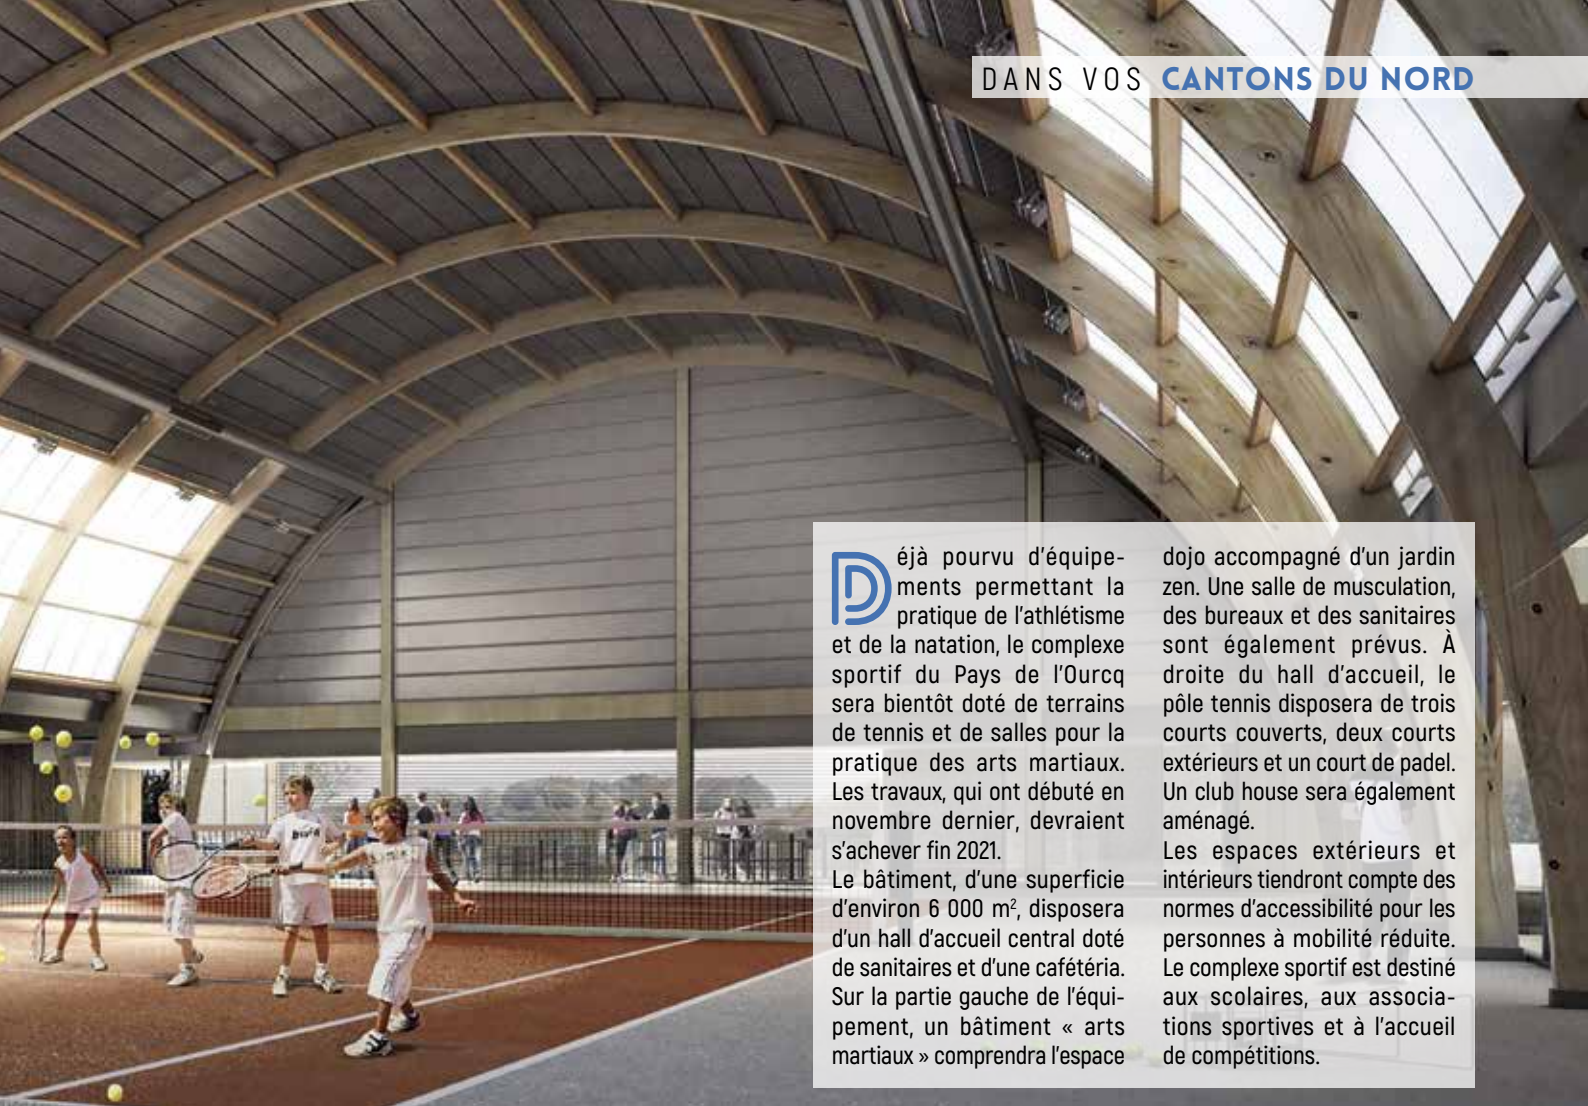 DANS VOS CANTONS DU NORD
Déjà pourvu d'équipe-
ments permettant la
pratique de l'athlétisme
et de la natation, le complexe
sportif du Pays de l'Ourcq
sera bientôt doté de terrains
de tennis et de salles pour la
pratique des arts martiaux.
Les travaux, qui ont débuté en
novembre dernier, devraient
s'achever fin 2021.
Le bâtiment, d'une superficie
d'environ 6 000 m², disposera
d'un hall d'accueil central doté
de sanitaires et d'une cafétéria.
Sur la partie gauche de l'équi-
pement, un bâtiment « arts
martiaux » comprendra l'espace
dojo accompagné d'un jardin
zen. Une salle de musculation,
des bureaux et des sanitaires
sont également prévus. À
droite du hall d'accueil, le
pôle tennis disposera de trois
courts couverts, deux courts
extérieurs et un court de padel.
Un club house sera également
aménagé.
Les espaces extérieurs et
intérieurs tiendront compte des
normes d'accessibilité pour les
personnes à mobilité réduite.
Le complexe sportif est destiné
aux scolaires, aux associa-
tions sportives et à l'accueil
de compétitions.